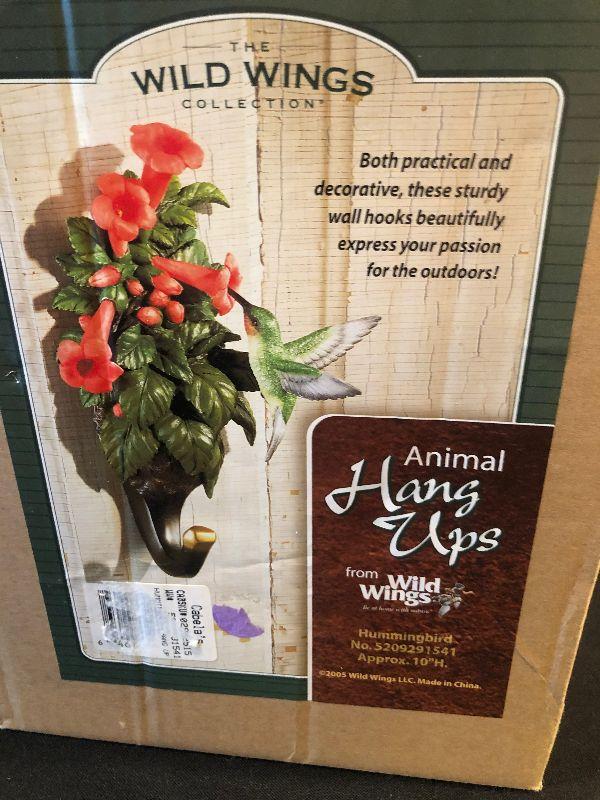 THE
WILD WINGS
COLLECTION®
Both practical and
decorative, these sturdy
wall hooks beautifully
express your passion
for the outdoors!
Animal
Hang
Ups
from Wild
Wings
Hummingbird
No. 5209291541
Approx. 10"H.
©2005 Wild Wings LLC. Made in China.
Cabela's